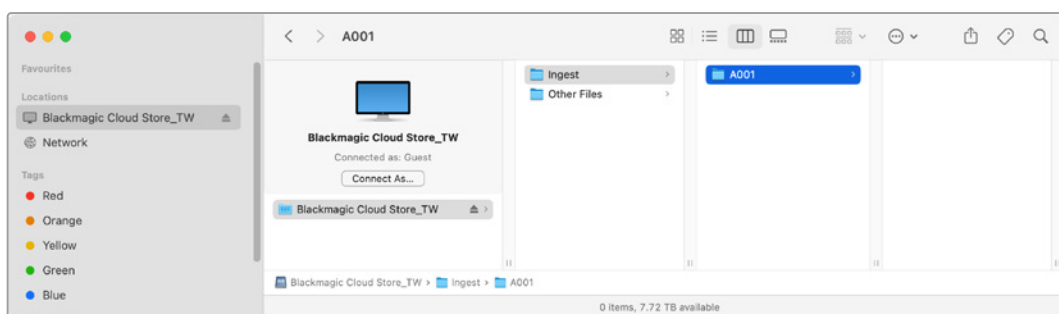 A001
Favourites
Locations
Blackmagic Cloud Store_TW
Network
Tags
Red
Orange
Yellow
Green
Blue
Blackmagic Cloud Store_TW
Connected as: Guest
Connect As...
Blackmagic Cloud Store_TW
Ingest
Other Files
A001
Blackmagic Cloud Store_TW › Ingest › A001
0 items, 7.72 TB available